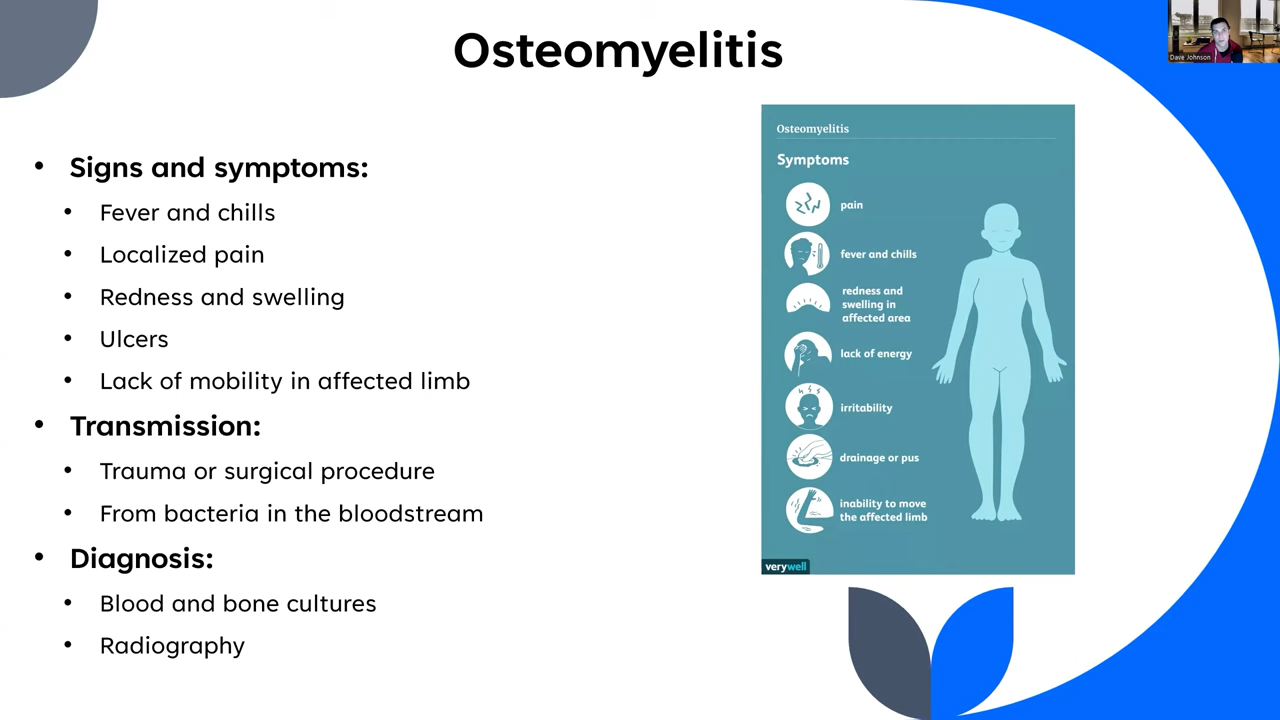 Osteomyelitis
Dave Johnson
• Signs and symptoms:
• Fever and chills
• Localized pain
• Redness and swelling
• Ulcers
• Lack of mobility in affected limb
• Transmission:
• Trauma or surgical procedure
• From bacteria in the bloodstream
• Diagnosis:
• Blood and bone cultures
• Radiography
Osteomyelitis
Symptoms
pain
fever and chills
redness and
swelling in
affected area
lack of energy
irritability
drainage or pus
inability to move
the affected limb
verywell